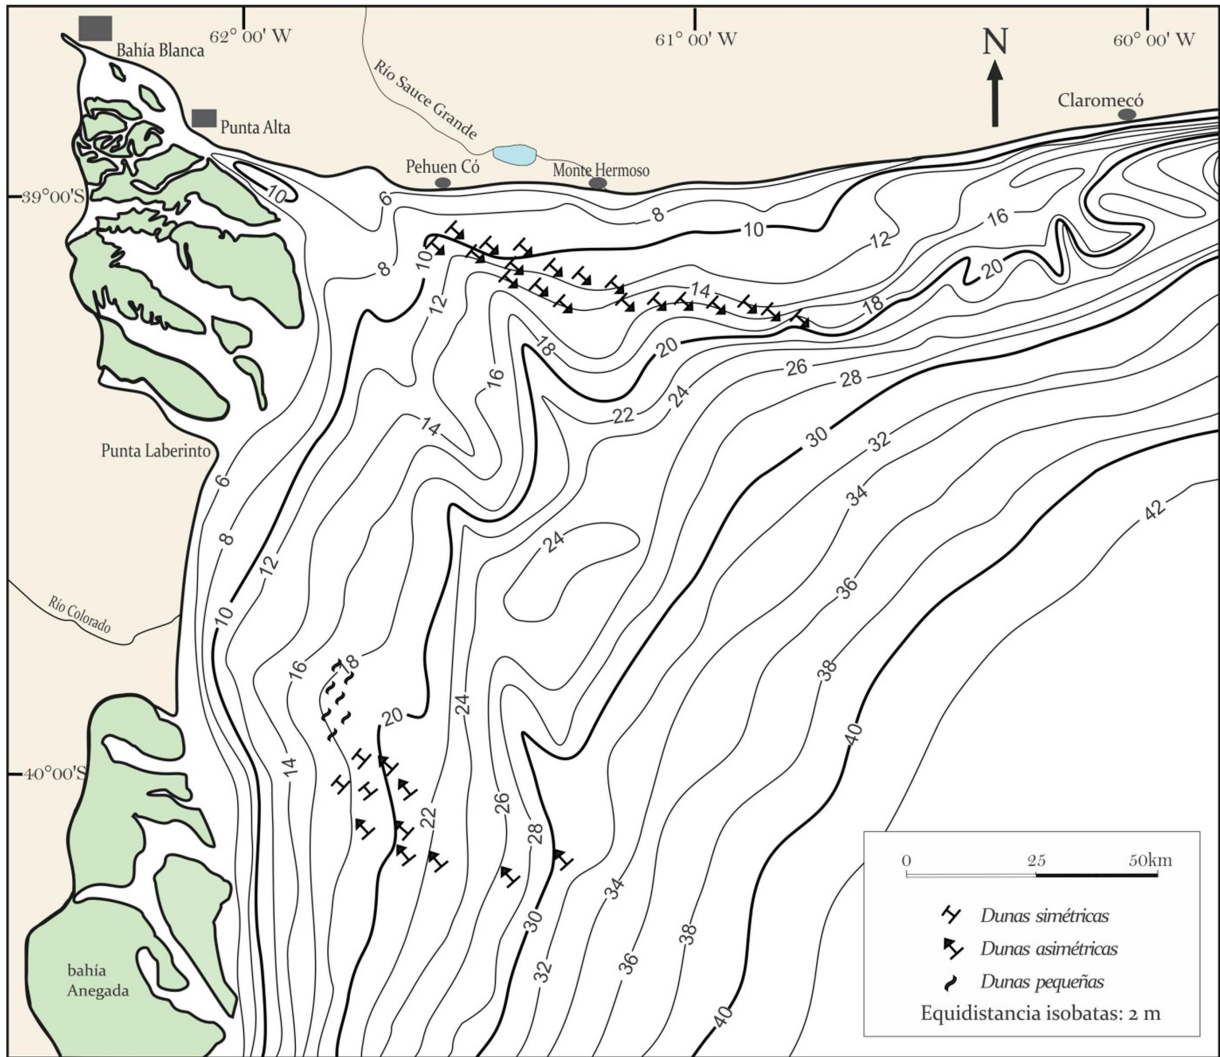 62° 00' W
61° 00' W
60° 00' W
Bahía Blanca
N
Río Sauce Grande
Claromecó
Punta Alta
Pehuen Có
Monte Hermoso
39°00'S
10
6
8
10
16
12
8
10
20
12
14
18
18
20
16
26
28
24
22
14
30
32
Punta Laberinto
6
34
42
8
24
12
36
Río Colorado
10
18
16
38
24
20
40
14
40°00'S
26
22
28
0
25
50km
34
Dunas simétricas
30
38
Dunas asimétricas
36
32
bahía
Anegada
Dunas pequeñas
Equidistancia isobatas: 2 m
40